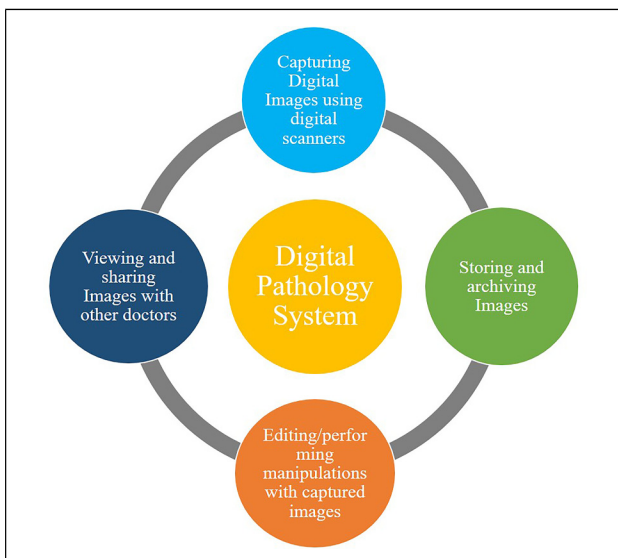 Capturing
Digital
Images using
digital
scanners
Viewing and
sharing
Images with
other doctors
Digital
Pathology
System
Storing and
archiving
Images
Editing/perfor
ming
manipulations
with captured
images